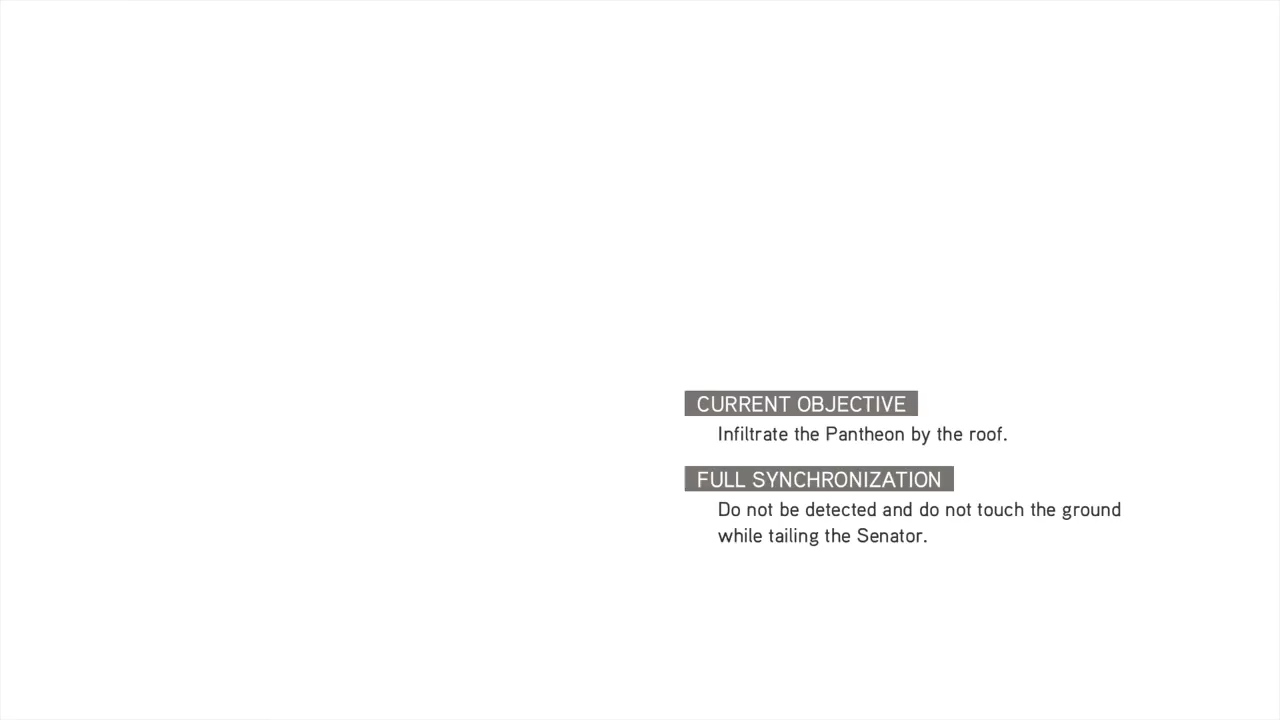 CURRENT OBJECTIVE
Infiltrate the Pantheon by the roof.
FULL SYNCHRONIZATION
Do not be detected and do not touch the ground
while tailing the Senator.